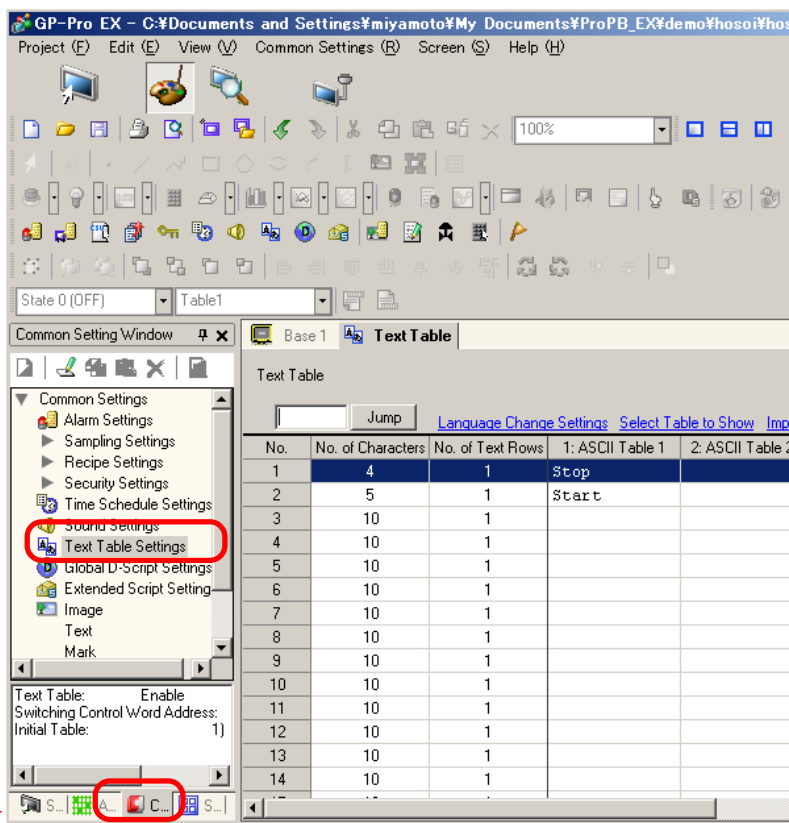 GP-Pro EX - C:¥Documents and Settings¥miyamoto¥My Documents¥ProPB_EX¥demo¥hosoi¥hos
Project (F) Edit (E) View (V) Common Settings (R) Screen (S) Help (H)
100%
State 0 (OFF) Table1
Common Setting Window
Base 1 Text Table
Text Table
Jump Language Change Settings Select Table to Show Imp
Common Settings
Alarm Settings
Sampling Settings
Recipe Settings
Security Settings
Time Schedule Settings
Sound Settings
Text Table Settings
Global D-Script Settings
Extended Script Setting
Image
Text
Mark
No. No. of Characters No. of Text Rows 1: ASCII Table 1 2: ASCII Table 2
1 4 1 Stop
2 5 1 Start
3 10 1
4 10 1
5 10 1
6 10 1
7 10 1
8 10 1
9 10 1
10 10 1
11 10 1
12 10 1
13 10 1
14 10 1
Text Table: Enable
Switching Control Word Address:
Initial Table: 1)
S... A... C... S...